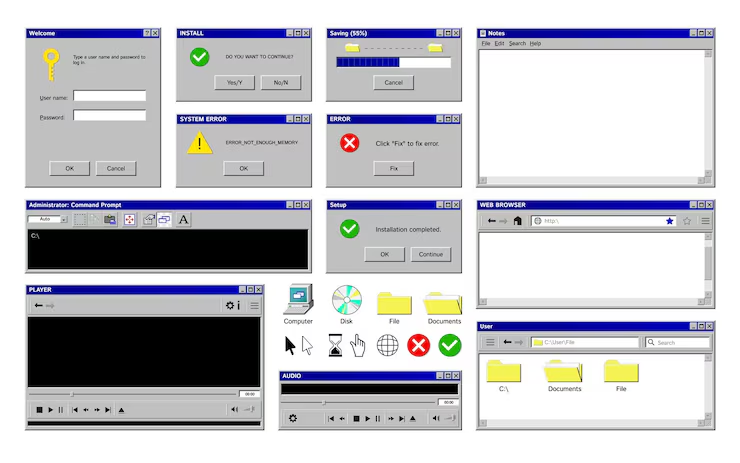 Welcome
Type a user name and password to
log in.
User name:
Password:
OK
Cancel
INSTALL
DO YOU WANT TO CONTINUE?
Yes/Y
No/N
Saving (55%)
Cancel
Notes
File Edit Search Help
SYSTEM ERROR
ERROR_NOT_ENOUGH_MEMORY
OK
ERROR
Click "Fix" to fix error.
Fix
Administrator: Command Prompt
Auto
A
C:\
Setup
Installation completed.
OK
Continue
WEB BROWSER
http:\
PLAYER
i
00:00
Computer
Disk
File
Documents
AUDIO
00:00
User
C:\User\File
Search
C:\
Documents
File